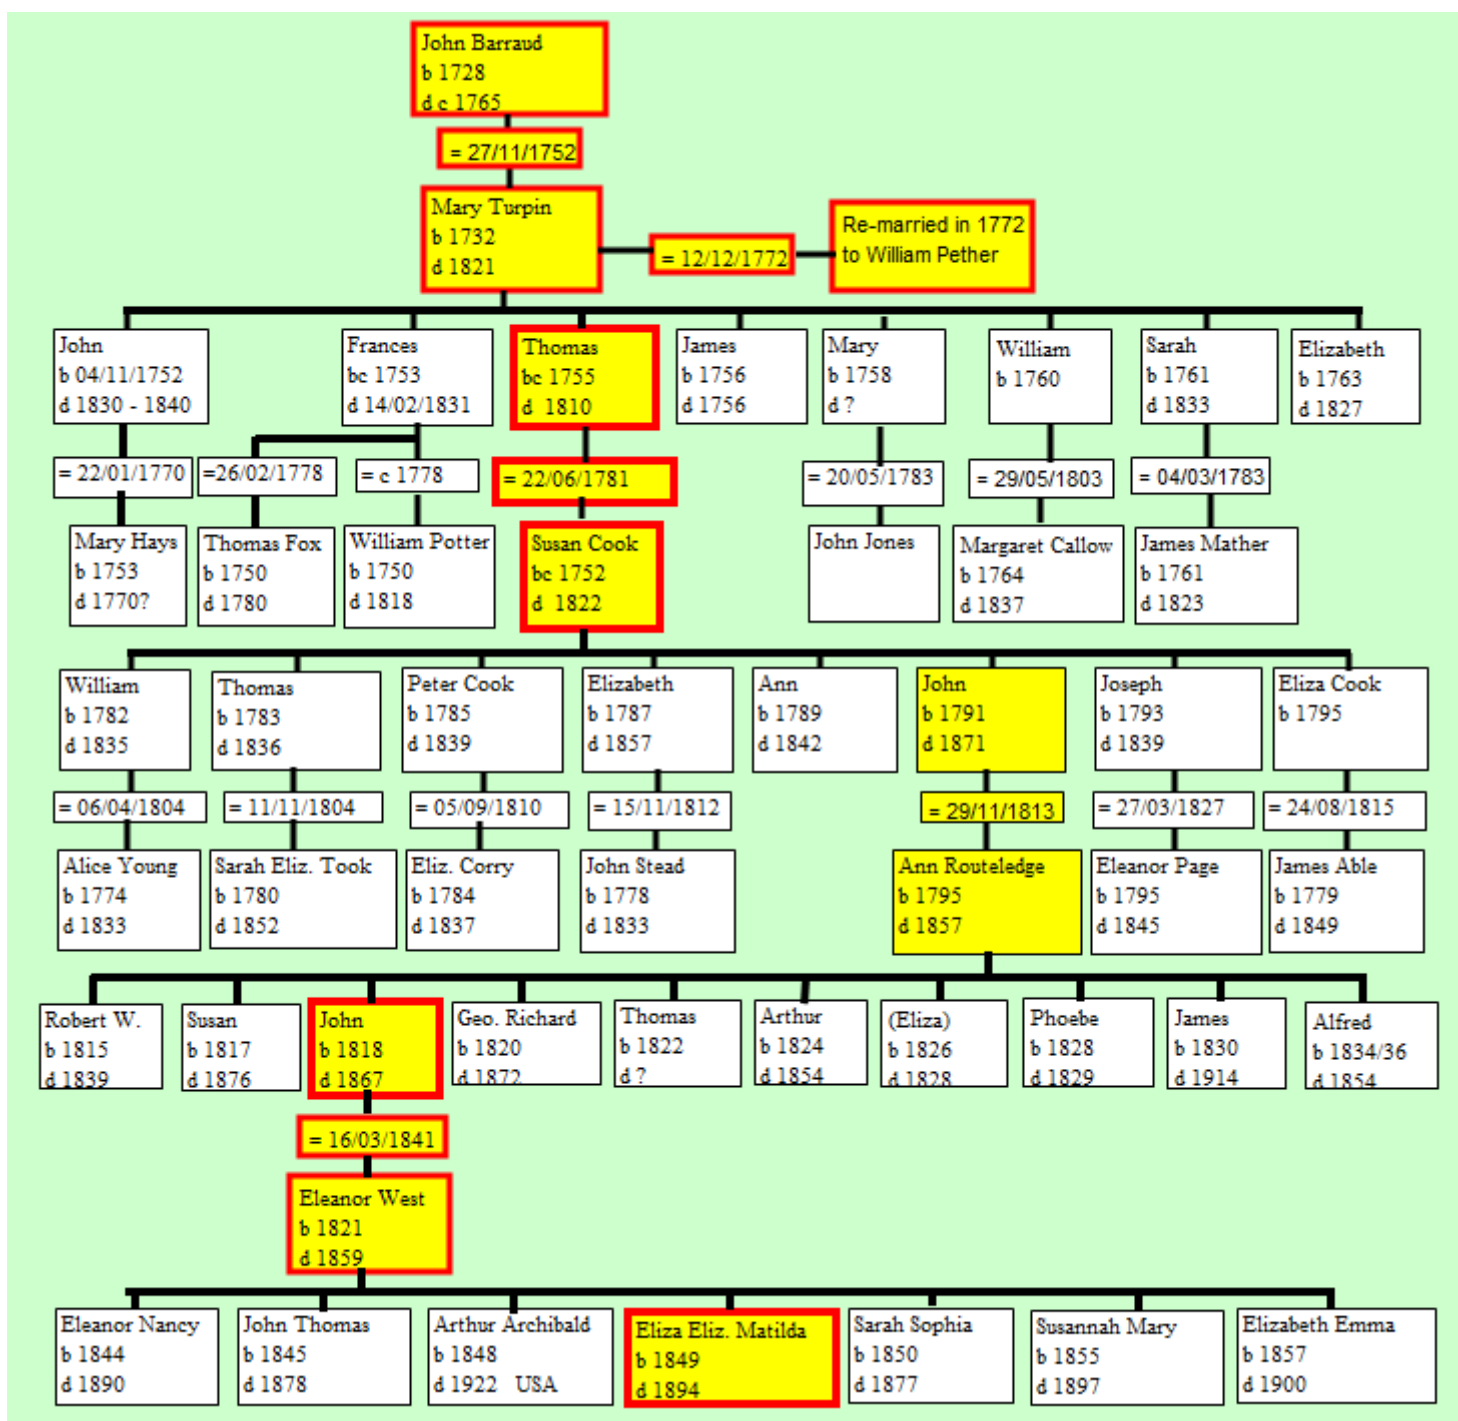 John Barraud
b 1728
d c 1765
= 27/11/1752
Mary Turpin
b 1732
d 1821
= 12/12/1772
Re-married in 1772
to William Pether
John
b 04/11/1752
d 1830 - 1840
Frances
bc 1753
d 14/02/1831
Thomas
bc 1755
d 1810
James
b 1756
d 1756
Mary
b 1758
d ?
William
b 1760
Sarah
b 1761
d 1833
Elizabeth
b 1763
d 1827
= 22/01/1770
=26/02/1778
= c 1778
= 22/06/1781
= 20/05/1783
= 29/05/1803
= 04/03/1783
Mary Hays
b 1753
d 1770?
Thomas Fox
b 1750
d 1780
William Potter
b 1750
d 1818
Susan Cook
bc 1752
d 1822
John Jones
Margaret Callow
b 1764
d 1837
James Mather
b 1761
d 1823
William
b 1782
d 1835
Thomas
b 1783
d 1836
Peter Cook
b 1785
d 1839
Elizabeth
b 1787
d 1857
Ann
b 1789
d 1842
John
b 1791
d 1871
Joseph
b 1793
d 1839
Eliza Cook
b 1795
= 06/04/1804
= 11/11/1804
= 05/09/1810
= 15/11/1812
= 29/11/1813
= 27/03/1827
= 24/08/1815
Alice Young
b 1774
d 1833
Sarah Eliz. Took
b 1780
d 1852
Eliz. Corry
b 1784
d 1837
John Stead
b 1778
d 1833
Ann Routeledge
b 1795
d 1857
Eleanor Page
b 1795
d 1845
James Able
b 1779
d 1849
Robert W.
b 1815
d 1839
Susan
b 1817
d 1876
John
b 1818
d 1867
Geo. Richard
b 1820
d 1872
Thomas
b 1822
d ?
Arthur
b 1824
d 1854
(Eliza)
b 1826
d 1828
Phoebe
b 1828
d 1829
James
b 1830
d 1914
Alfred
b 1834/36
d 1854
= 16/03/1841
Eleanor West
b 1821
d 1859
Eleanor Nancy
b 1844
d 1890
John Thomas
b 1845
d 1878
Arthur Archibald
b 1848
d 1922 USA
Eliza Eliz. Matilda
b 1849
d 1894
Sarah Sophia
b 1850
d 1877
Susannah Mary
b 1855
d 1897
Elizabeth Emma
b 1857
d 1900